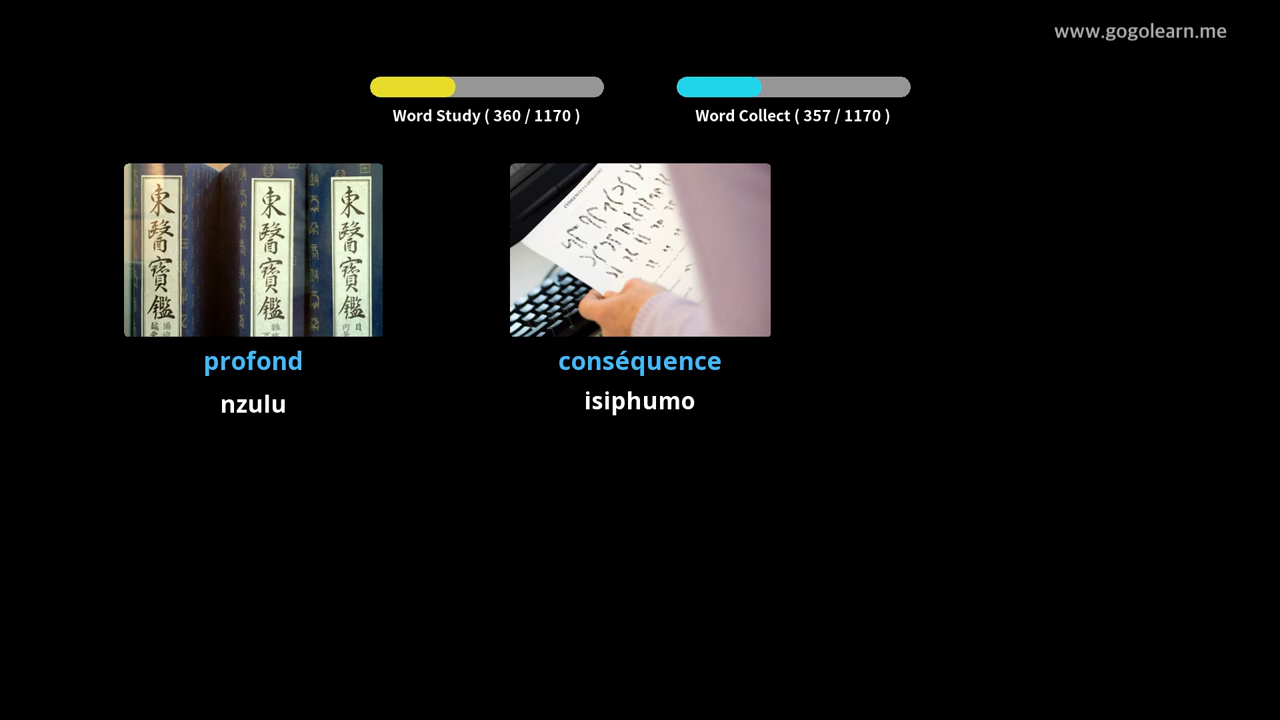 www.gogolearn.me
Word Study ( 360 / 1170 )
Word Collect ( 357 / 1170 )
東醫寶鑑
東醫寶鑑
東醫寶鑑
profond
conséquence
nzulu
isiphumo